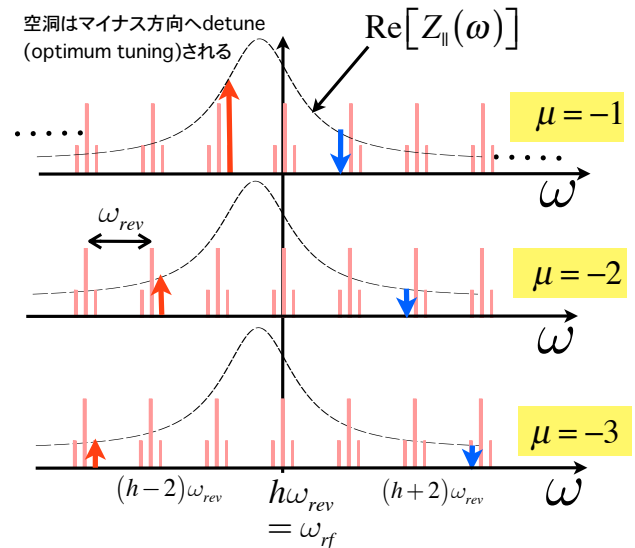 空洞はマイナス方向へdetune
(optimum tuning)される
Re[Z∥(ω)]
μ = −1
ω
ω_rev
μ = −2
ω
μ = −3
(h−2)ω_rev
hω_rev
(h+2)ω_rev
ω
= ω_rf